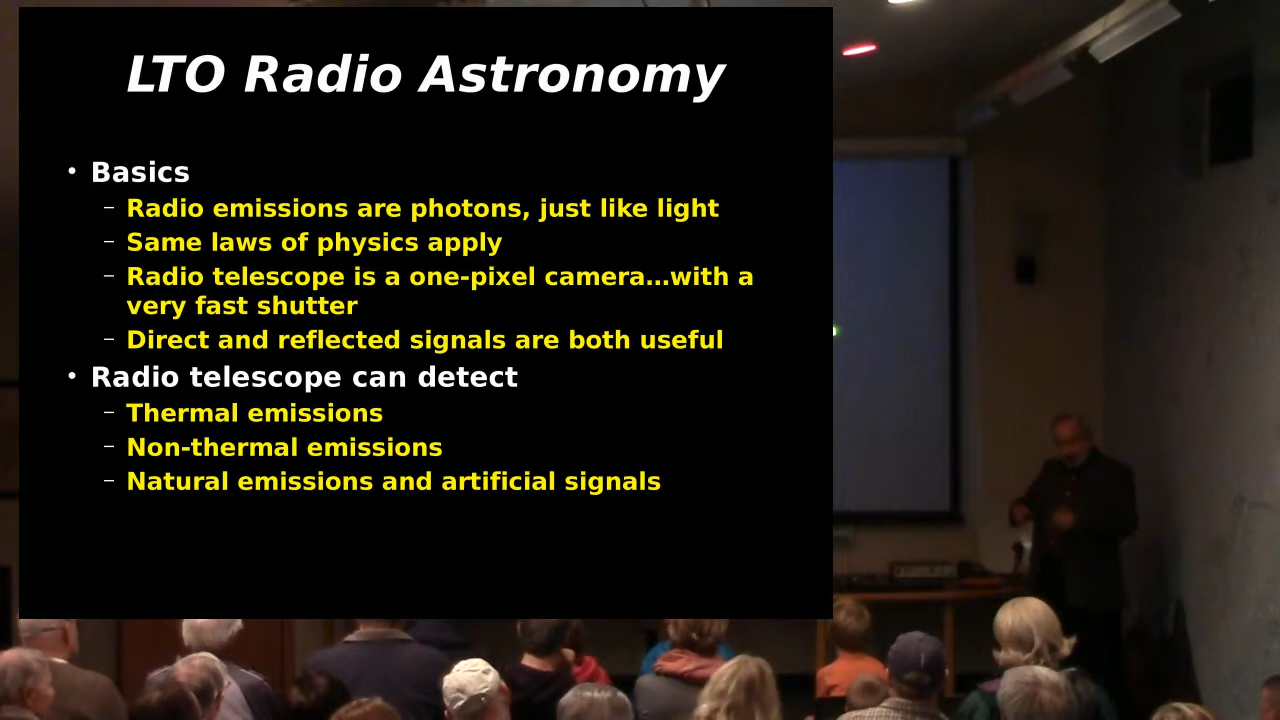 LTO Radio Astronomy
• Basics
– Radio emissions are photons, just like light
– Same laws of physics apply
– Radio telescope is a one-pixel camera…with a
very fast shutter
– Direct and reflected signals are both useful
• Radio telescope can detect
– Thermal emissions
– Non-thermal emissions
– Natural emissions and artificial signals